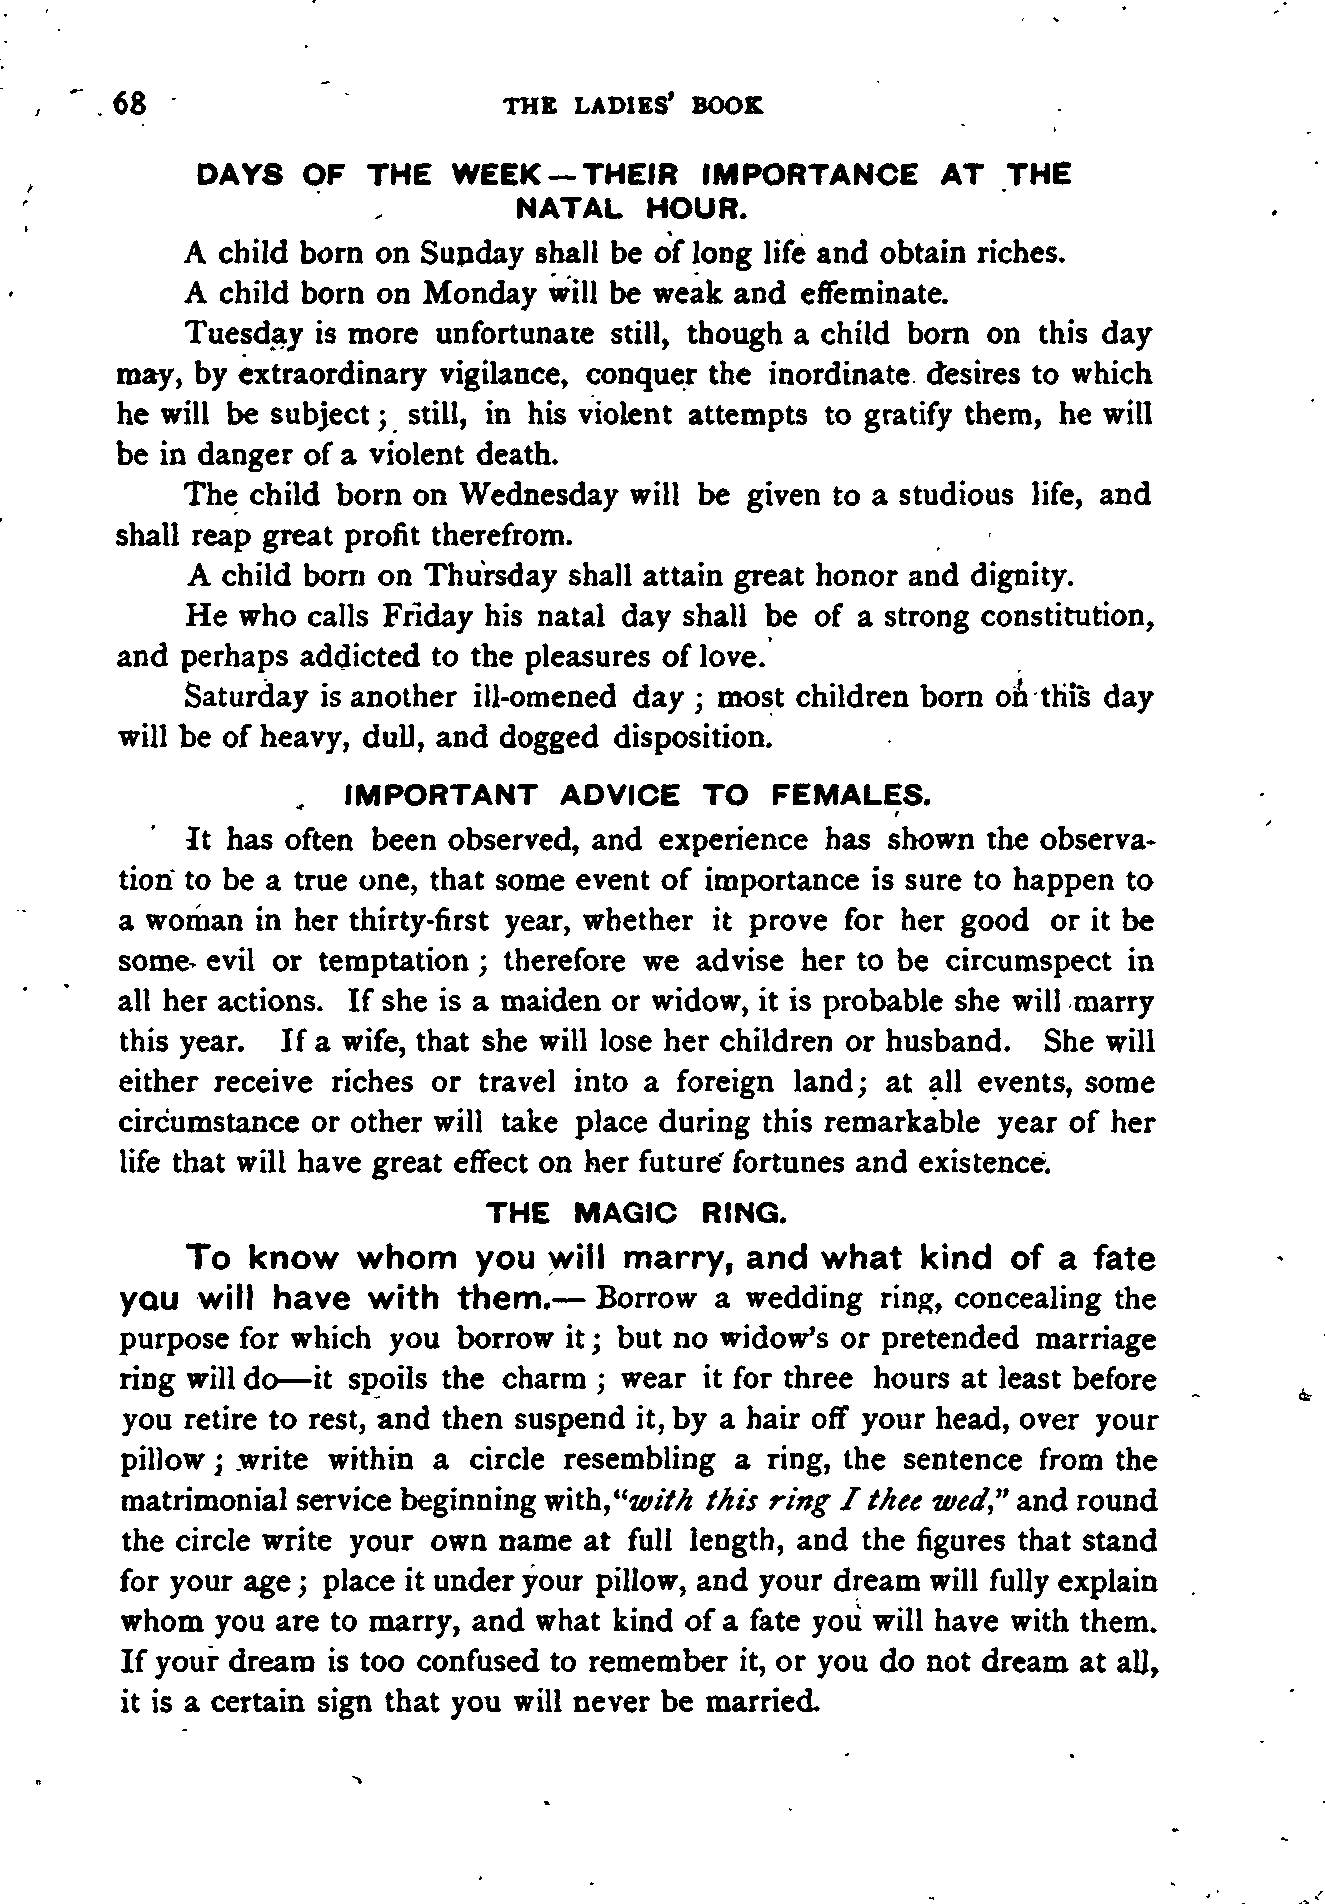 68 THE LADIES' BOOK
DAYS OF THE WEEK—THEIR IMPORTANCE AT THE
NATAL HOUR.
A child born on Sunday shall be of long life and obtain riches.
A child born on Monday will be weak and effeminate.
Tuesday is more unfortunate still, though a child born on this day
may, by extraordinary vigilance, conquer the inordinate desires to which
he will be subject; still, in his violent attempts to gratify them, he will
be in danger of a violent death.
The child born on Wednesday will be given to a studious life, and
shall reap great profit therefrom.
A child born on Thursday shall attain great honor and dignity.
He who calls Friday his natal day shall be of a strong constitution,
and perhaps addicted to the pleasures of love.
Saturday is another ill-omened day; most children born on this day
will be of heavy, dull, and dogged disposition.
IMPORTANT ADVICE TO FEMALES.
It has often been observed, and experience has shown the observa-
tion to be a true one, that some event of importance is sure to happen to
a woman in her thirty-first year, whether it prove for her good or it be
some evil or temptation; therefore we advise her to be circumspect in
all her actions. If she is a maiden or widow, it is probable she will marry
this year. If a wife, that she will lose her children or husband. She will
either receive riches or travel into a foreign land; at all events, some
circumstance or other will take place during this remarkable year of her
life that will have great effect on her future fortunes and existence.
THE MAGIC RING.
To know whom you will marry, and what kind of a fate
you will have with them.— Borrow a wedding ring, concealing the
purpose for which you borrow it; but no widow's or pretended marriage
ring will do—it spoils the charm; wear it for three hours at least before
you retire to rest, and then suspend it, by a hair off your head, over your
pillow; write within a circle resembling a ring, the sentence from the
matrimonial service beginning with, "with this ring I thee wed," and round
the circle write your own name at full length, and the figures that stand
for your age; place it under your pillow, and your dream will fully explain
whom you are to marry, and what kind of a fate you will have with them.
If your dream is too confused to remember it, or you do not dream at all,
it is a certain sign that you will never be married.